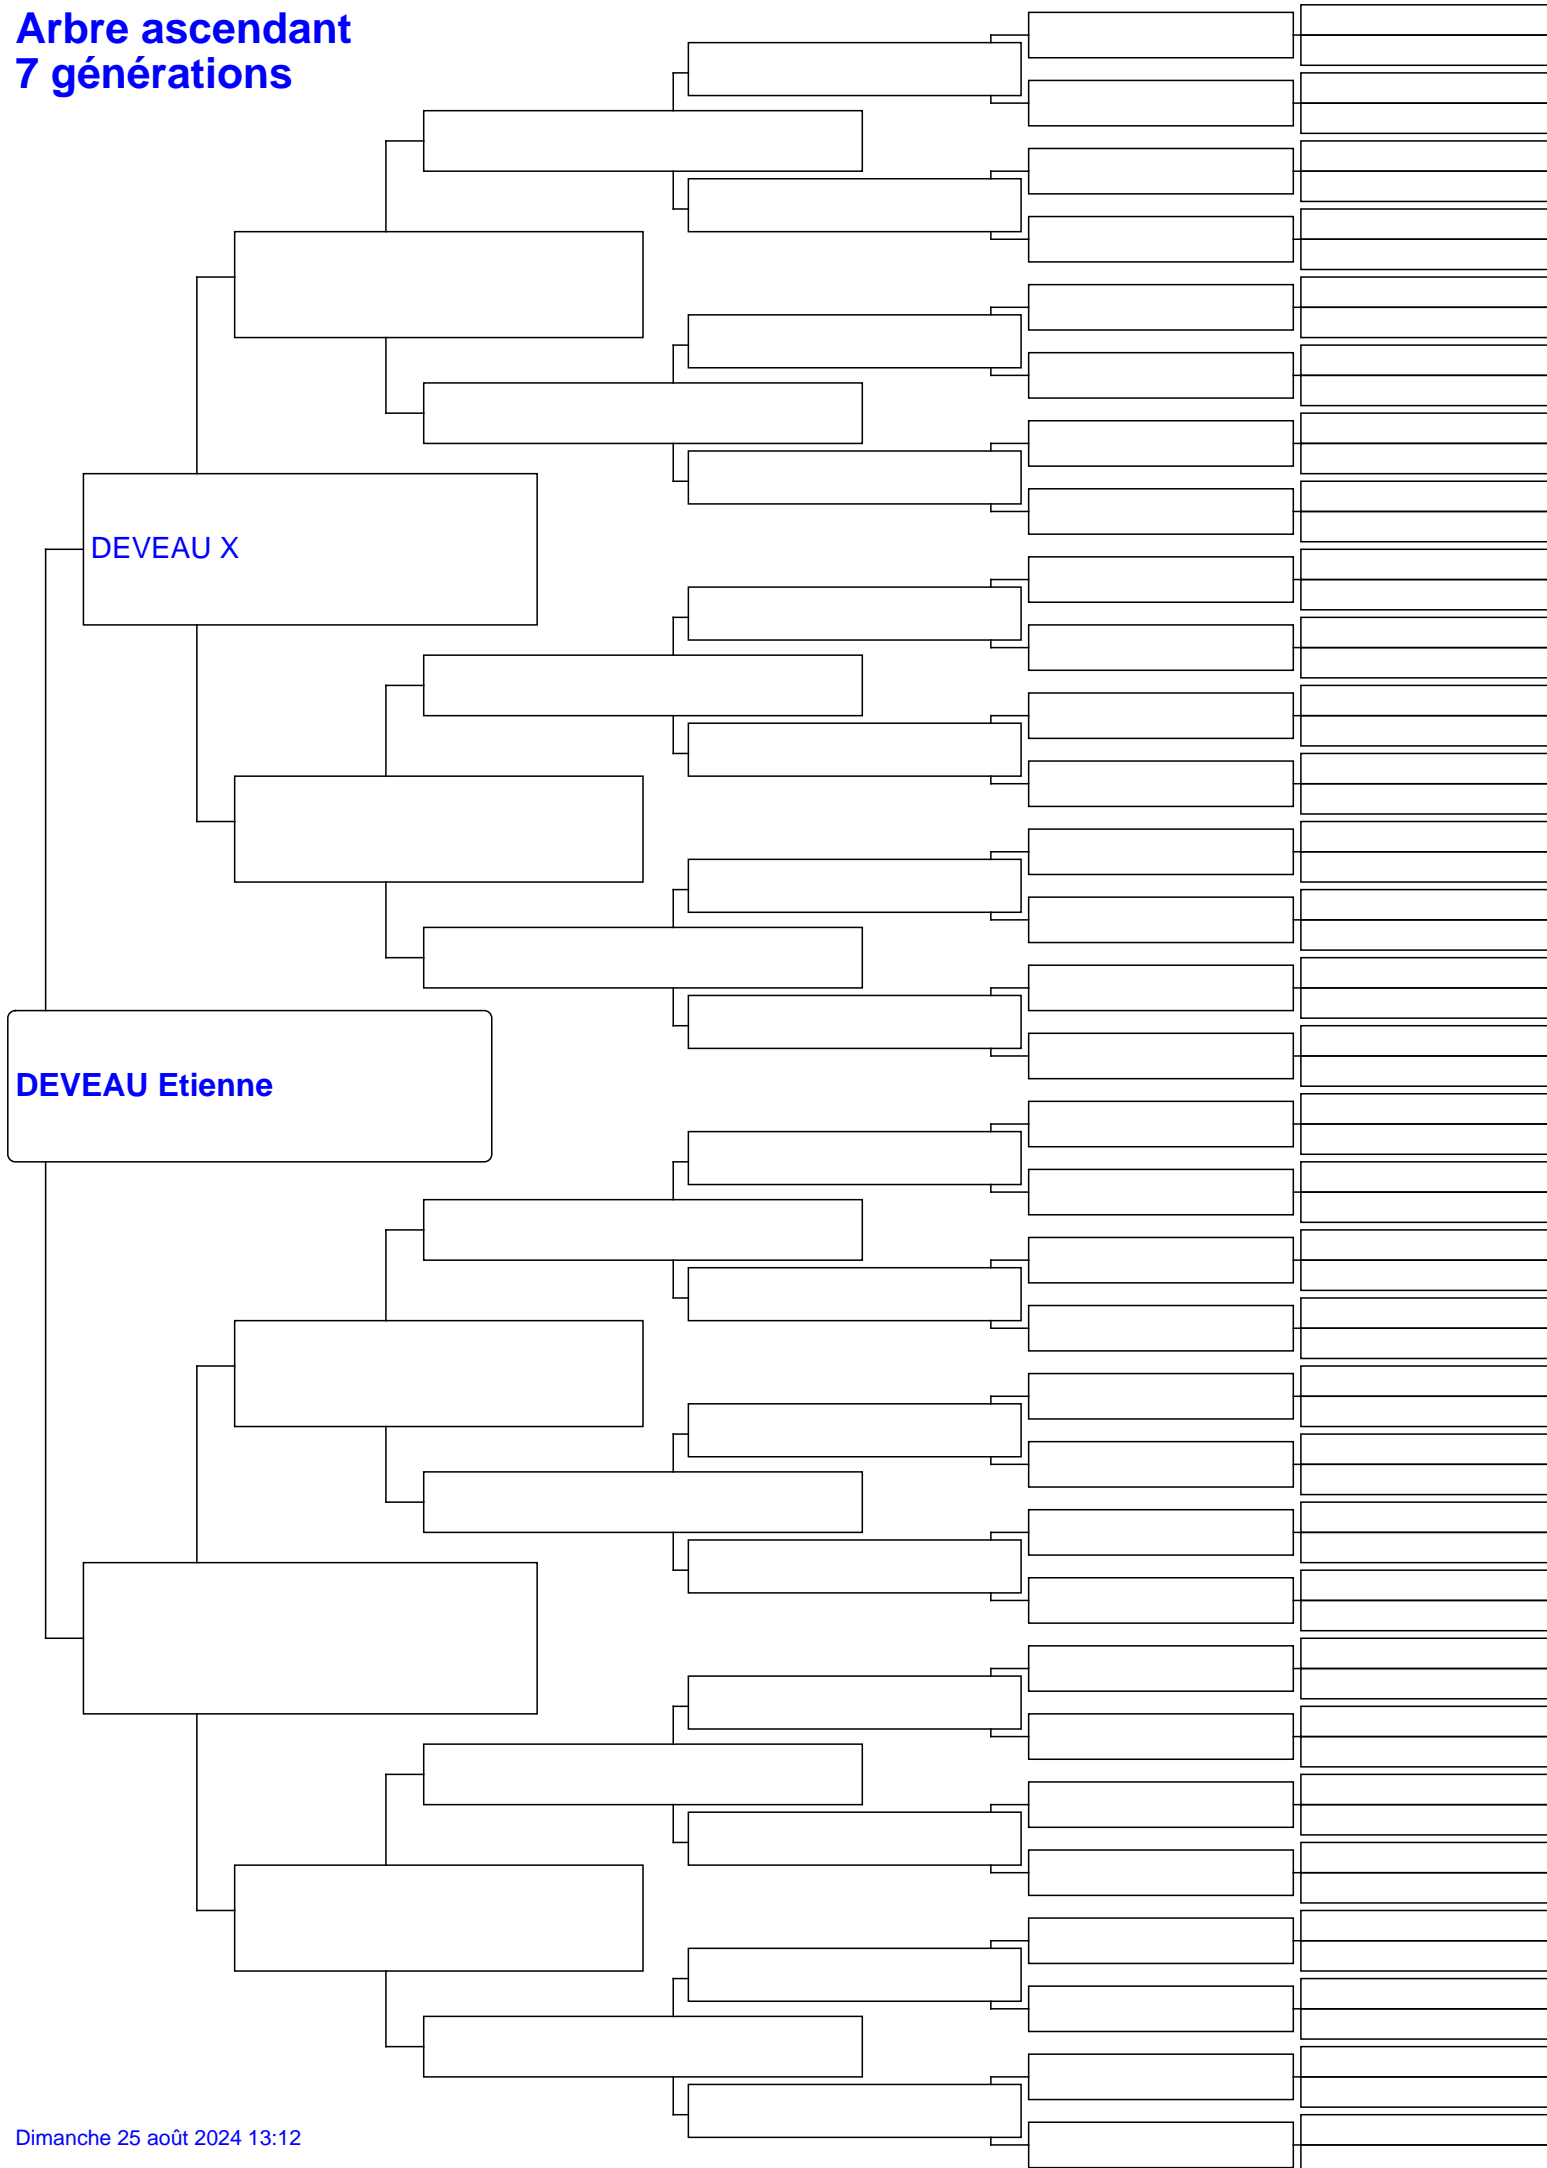 Arbre ascendant
7 générations
DEVEAU X
DEVEAU Etienne
Dimanche 25 août 2024 13:12